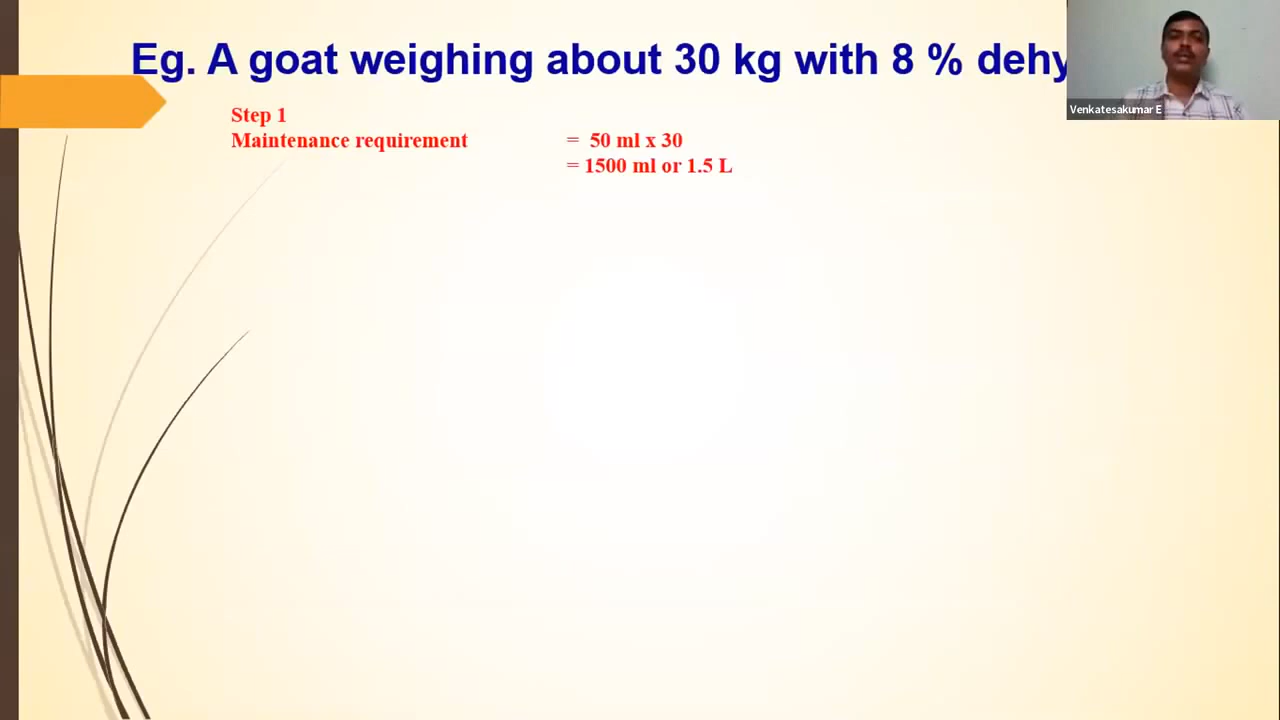 Eg. A goat weighing about 30 kg with 8 % dehy
Venkatesakumar E
Step 1
Maintenance requirement = 50 ml x 30
= 1500 ml or 1.5 L